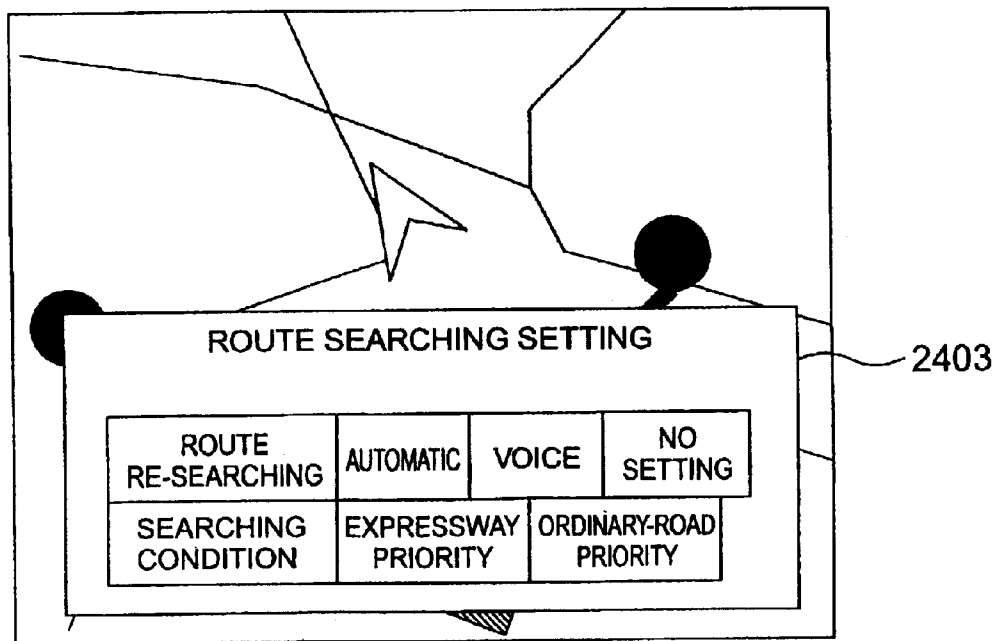 ROUTE SEARCHING SETTING
2403
ROUTE
RE-SEARCHING
AUTOMATIC
VOICE
NO
SETTING
SEARCHING
CONDITION
EXPRESSWAY
PRIORITY
ORDINARY-ROAD
PRIORITY